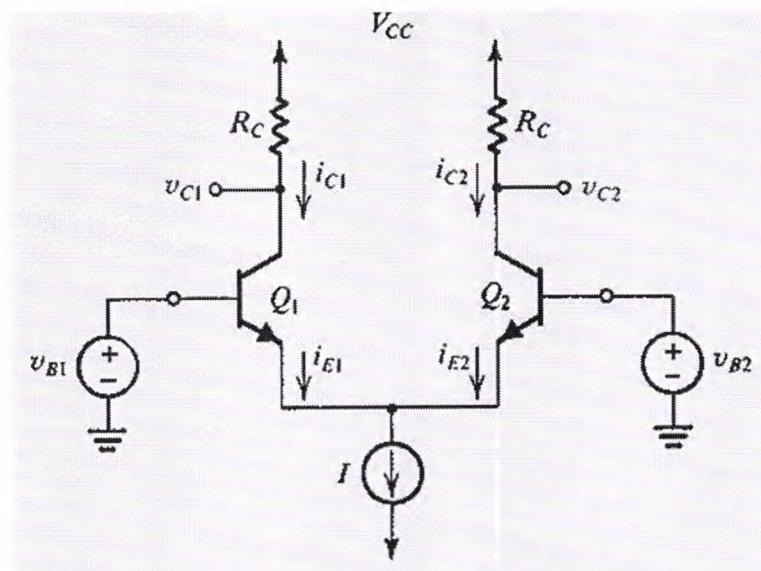 V_CC
R_C R_C
v_C1 i_C1 i_C2 v_C2
Q_1 Q_2
v_B1 + − i_E1 i_E2 + − v_B2
I